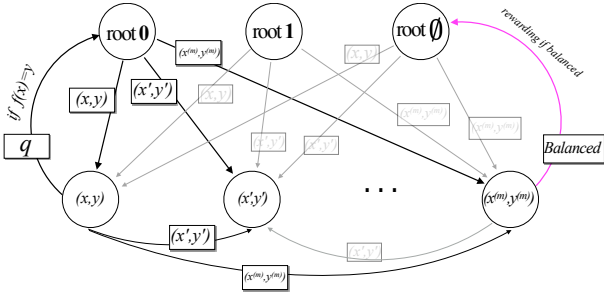 root 0
root 1
root ∅
rewarding if balanced
if f(x)=y
(x^(m),y^(m))
(x,y)
(x,y)
(x',y')
(x,y)
(x^(m),y^(m))
(x^(m),y^(m))
(x',y')
(x',y')
q
Balanced
(x,y)
(x',y')
...
(x^(m),y^(m))
(x',y')
(x',y')
(x^(m),y^(m))